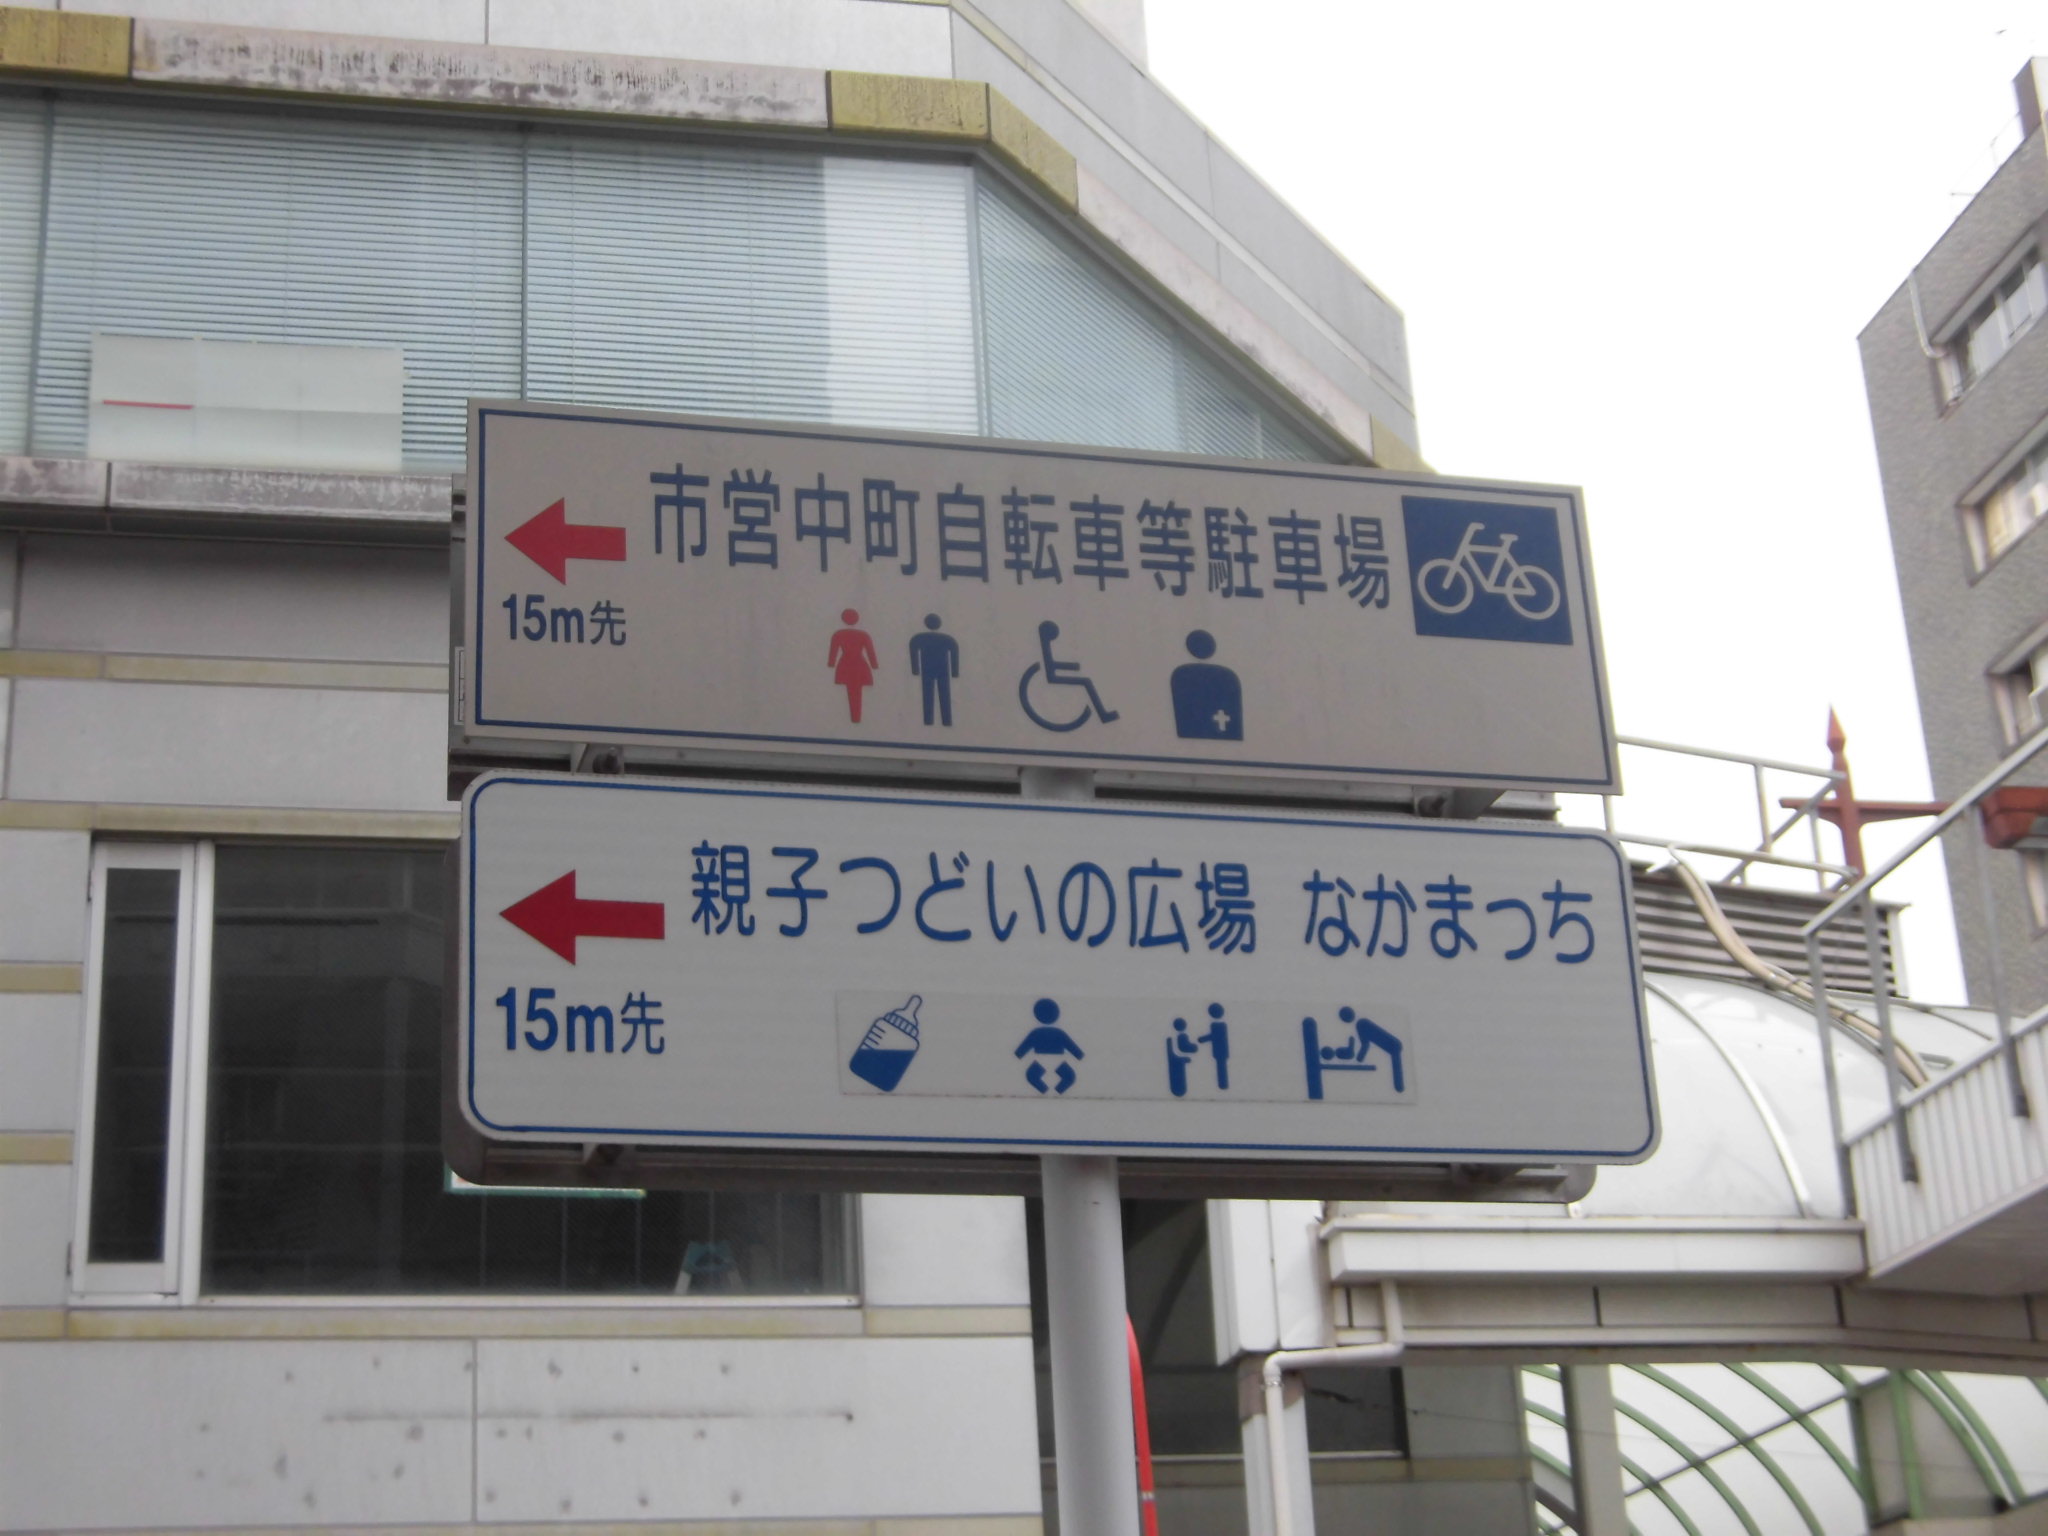 市営中町自転車等駐車場
15m先
親子つどいの広場 なかまっち
15m先